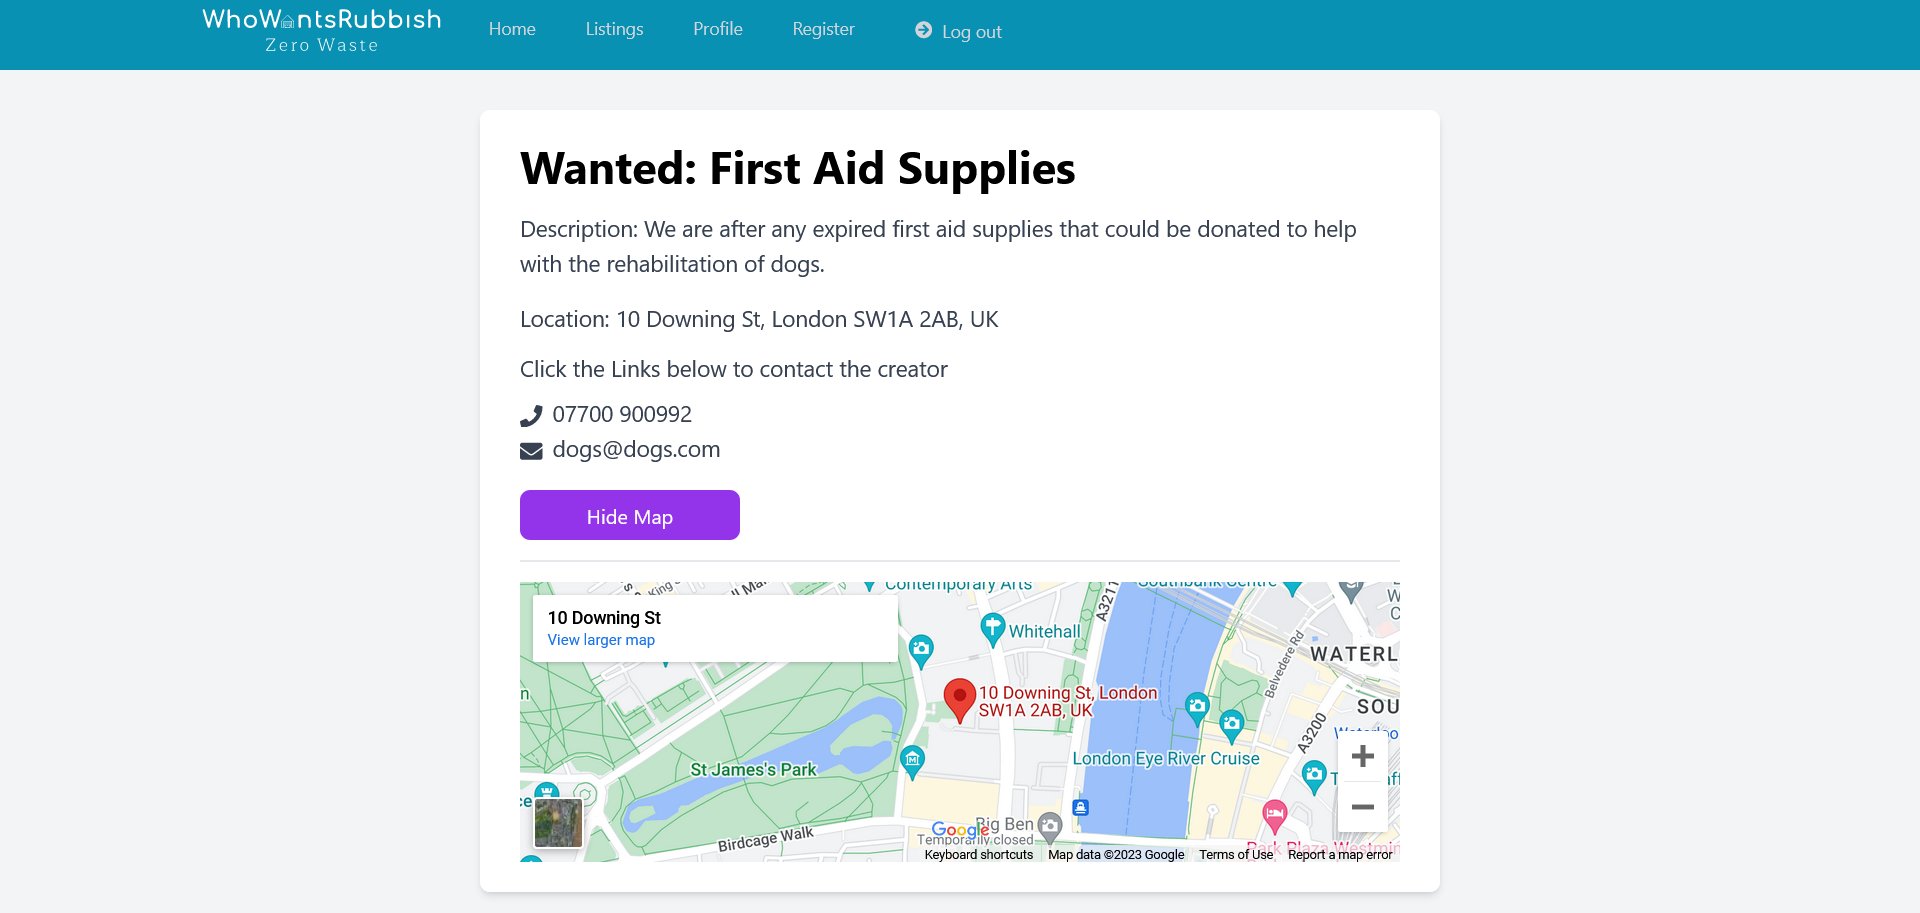 WhoWantsRubbish
Zero Waste
Home
Listings
Profile
Register
Log out
Wanted: First Aid Supplies
Description: We are after any expired first aid supplies that could be donated to help
with the rehabilitation of dogs.
Location: 10 Downing St, London SW1A 2AB, UK
Click the Links below to contact the creator
07700 900992
dogs@dogs.com
Hide Map
10 Downing St
View larger map
King
Contemporary Arts
A3211
Southbank Centre
Whitehall
Belvedere Rd
WATERL
10 Downing St, London
SW1A 2AB, UK
SOU
A3200
Waterloo
London Eye River Cruise
St James's Park
Birdcage Walk
Big Ben
Temporarily closed
Google
Park Plaza Westmin
Keyboard shortcuts
Map data ©2023 Google
Terms of Use
Report a map error